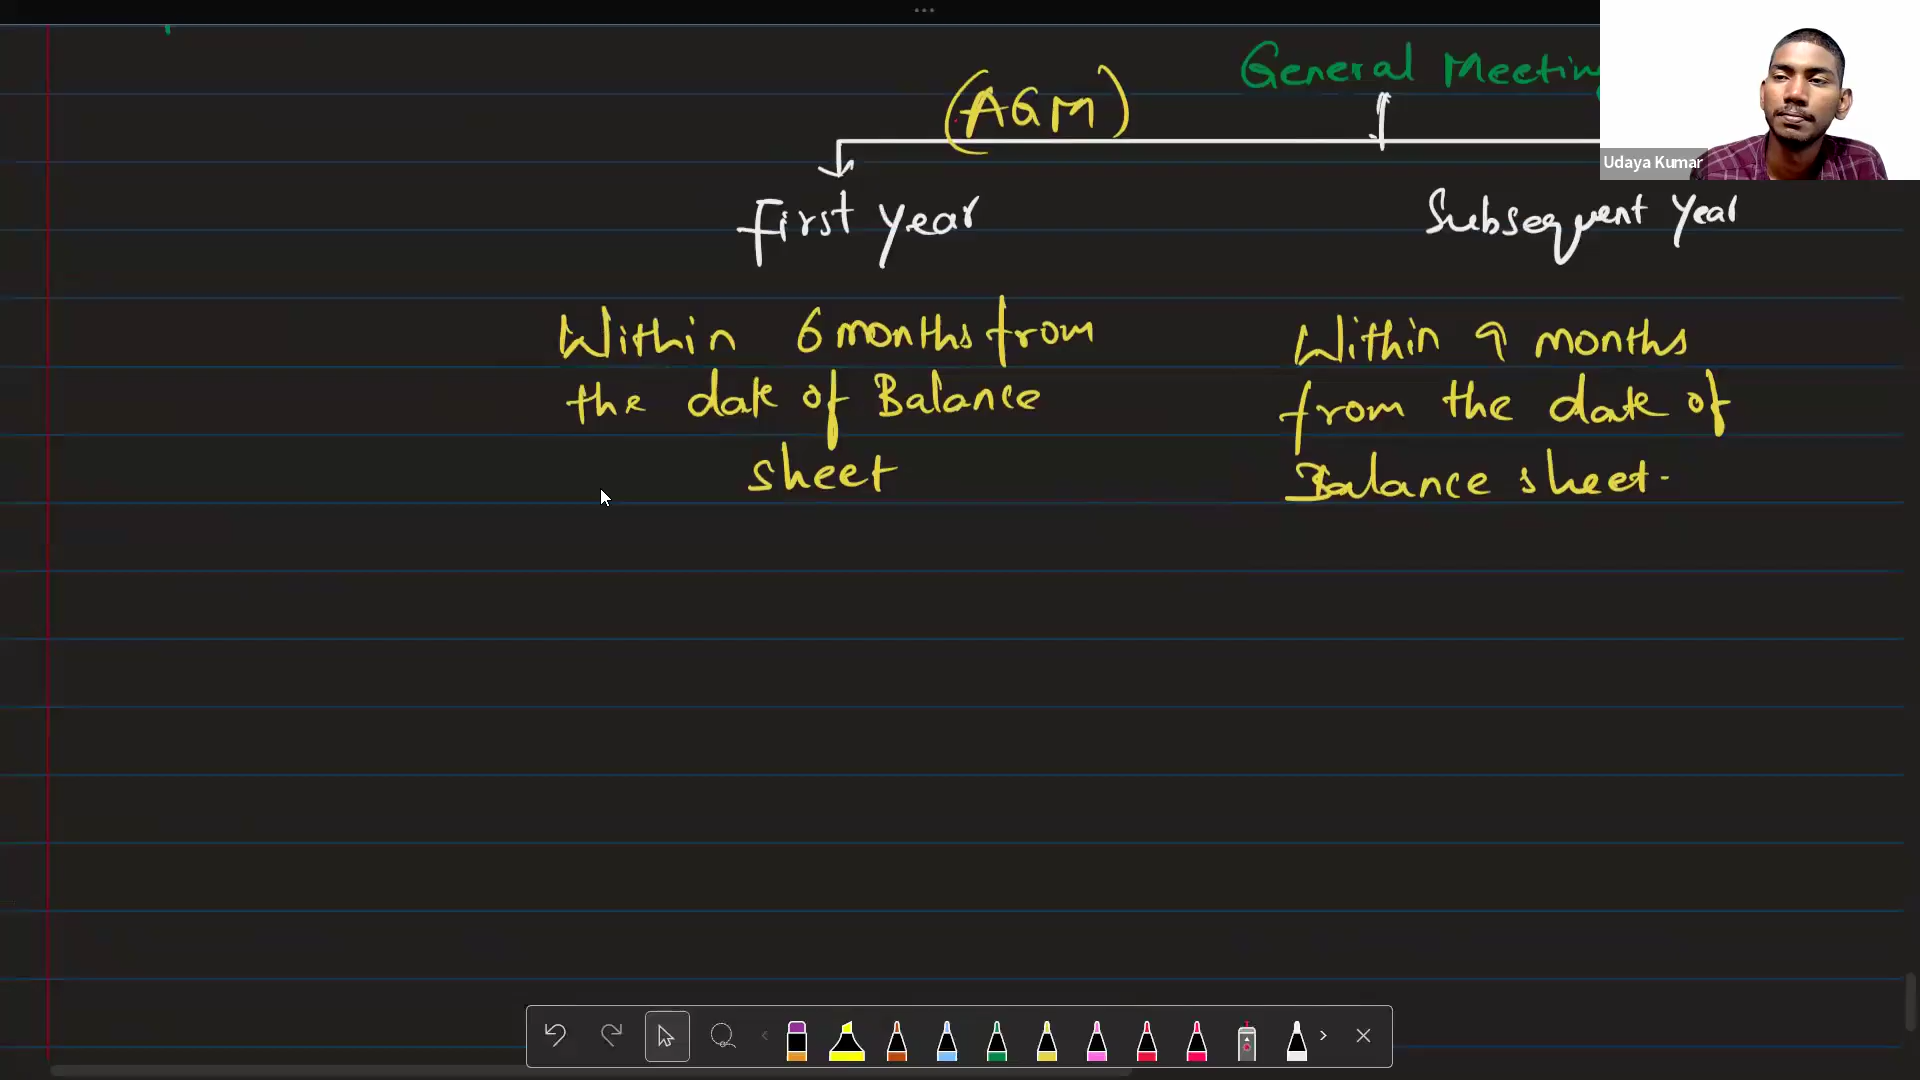 General Meetin
(AGM)
Udaya Kumar
First year
Subsequent Year
Within 6 months from
the date of Balance
sheet
Within 9 months
from the date of
Balance sheet.